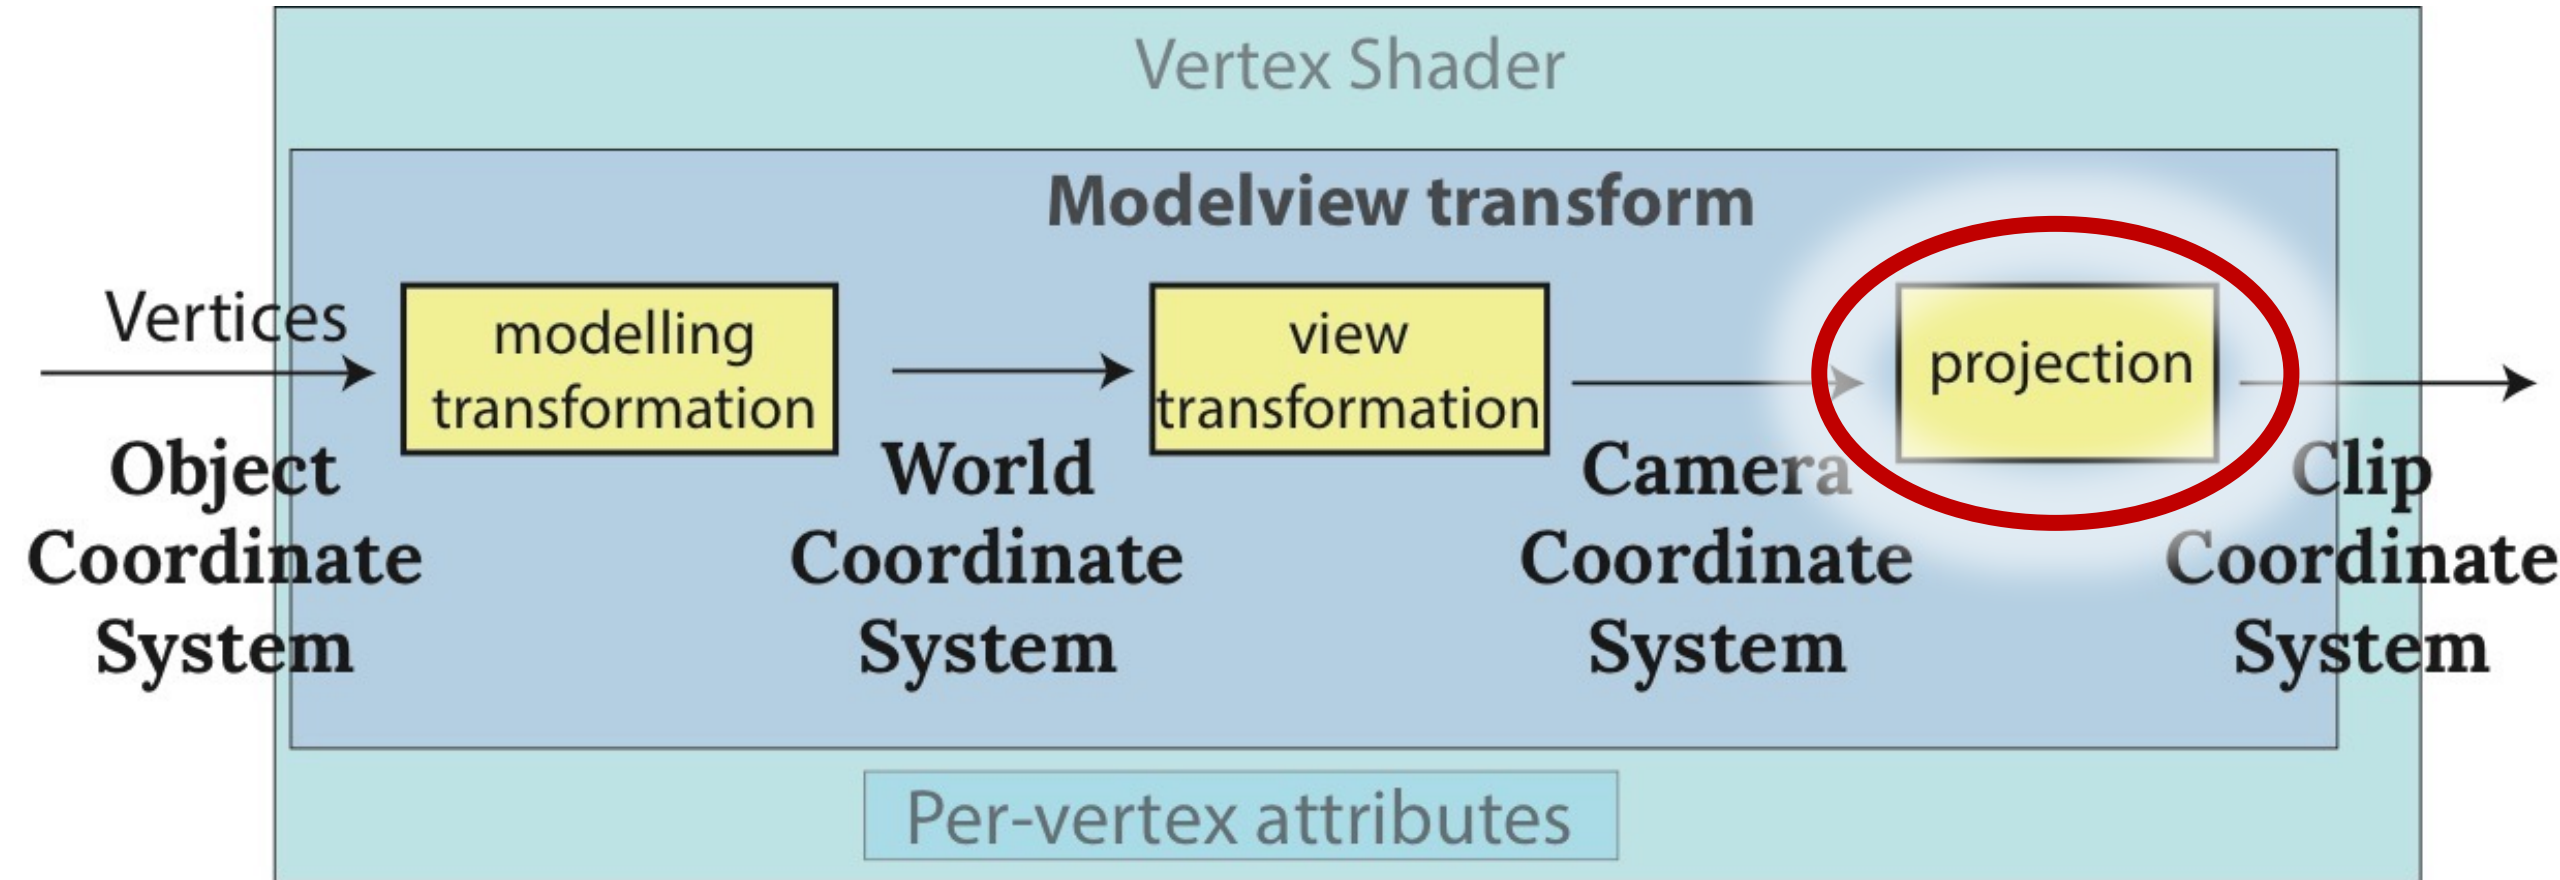 Vertex Shader
Modelview transform
Vertices
modelling
transformation
view
transformation
projection
Object
Coordinate
System
World
Coordinate
System
Camera
Coordinate
System
Clip
Coordinate
System
Per-vertex attributes